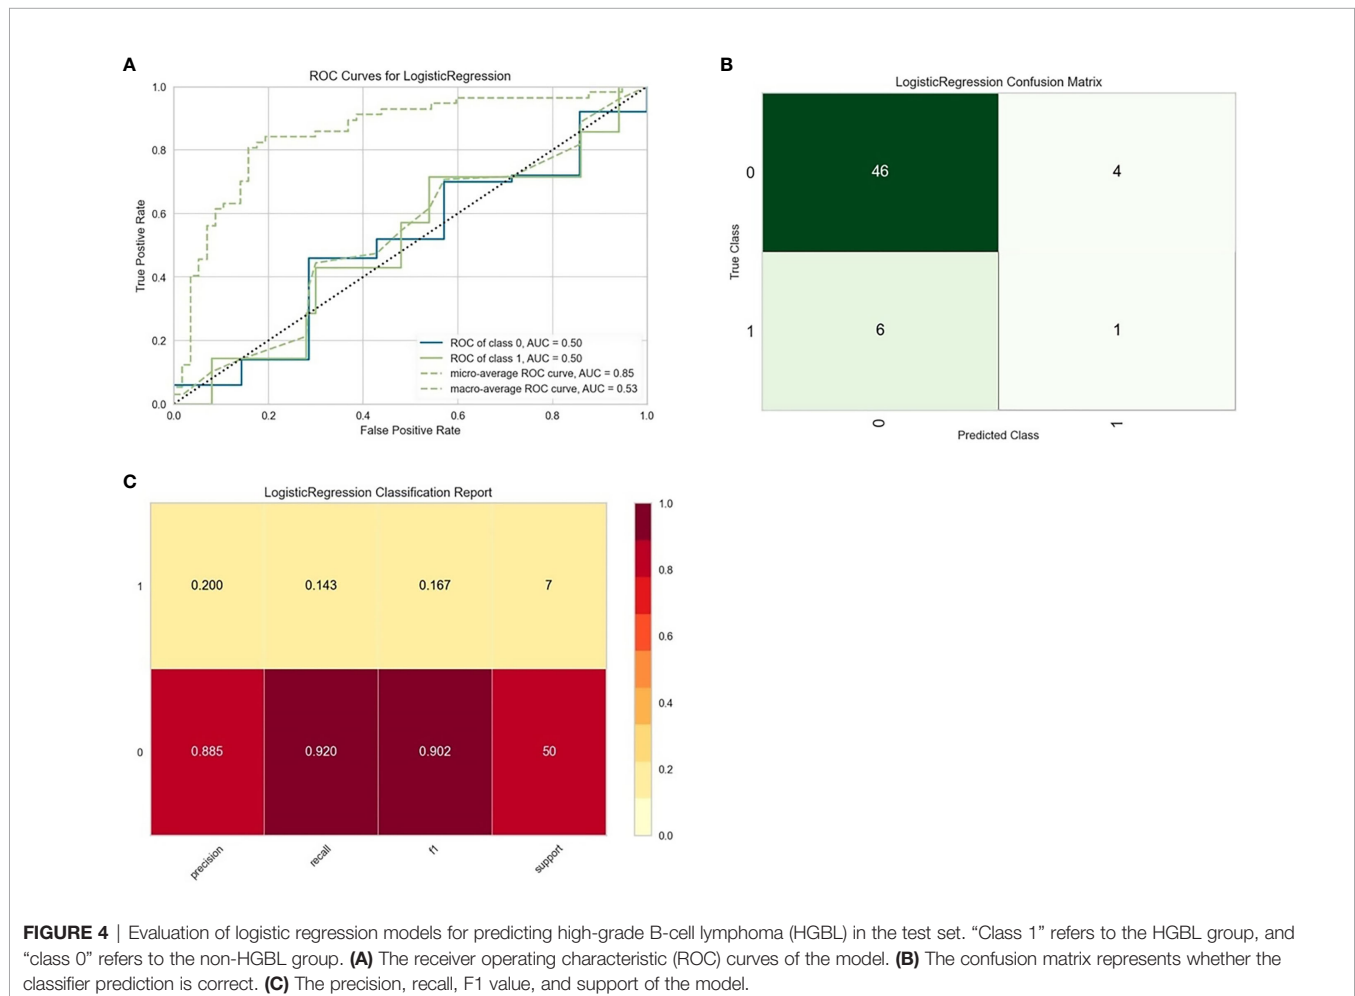 A
ROC Curves for LogisticRegression
True Postive Rate
1.0
0.8
0.6
0.4
0.2
0.0
ROC of class 0, AUC = 0.50
ROC of class 1, AUC = 0.50
micro-average ROC curve, AUC = 0.85
macro-average ROC curve, AUC = 0.53
0.0 0.2 0.4 0.6 0.8 1.0
False Positive Rate
B
LogisticRegression Confusion Matrix
True Class
0 46 4
1 6 1
0 1
Predicted Class
C
LogisticRegression Classification Report
1 0.200 0.143 0.167 7
0 0.885 0.920 0.902 50
precision recall f1 support
1.0
0.8
0.6
0.4
0.2
0.0
FIGURE 4 | Evaluation of logistic regression models for predicting high-grade B-cell lymphoma (HGBL) in the test set. “Class 1” refers to the HGBL group, and
“class 0” refers to the non-HGBL group. (A) The receiver operating characteristic (ROC) curves of the model. (B) The confusion matrix represents whether the
classifier prediction is correct. (C) The precision, recall, F1 value, and support of the model.